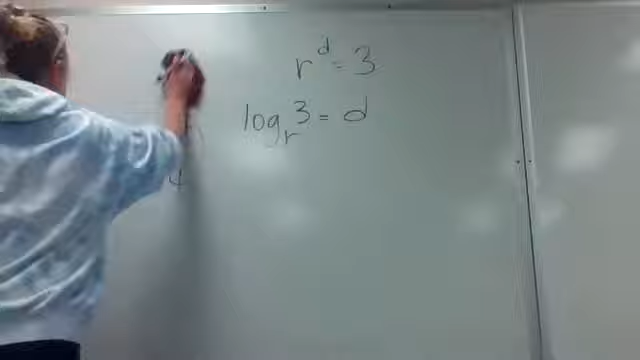 r^d = 3
log_r 3 = d